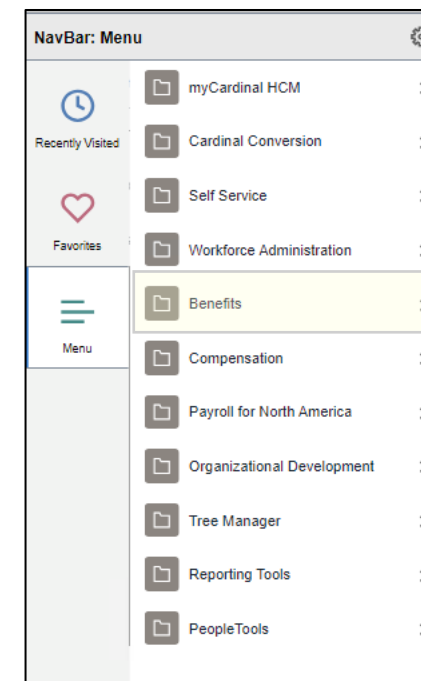 NavBar: Menu
Recently Visited
Favorites
Menu
myCardinal HCM
Cardinal Conversion
Self Service
Workforce Administration
Benefits
Compensation
Payroll for North America
Organizational Development
Tree Manager
Reporting Tools
PeopleTools